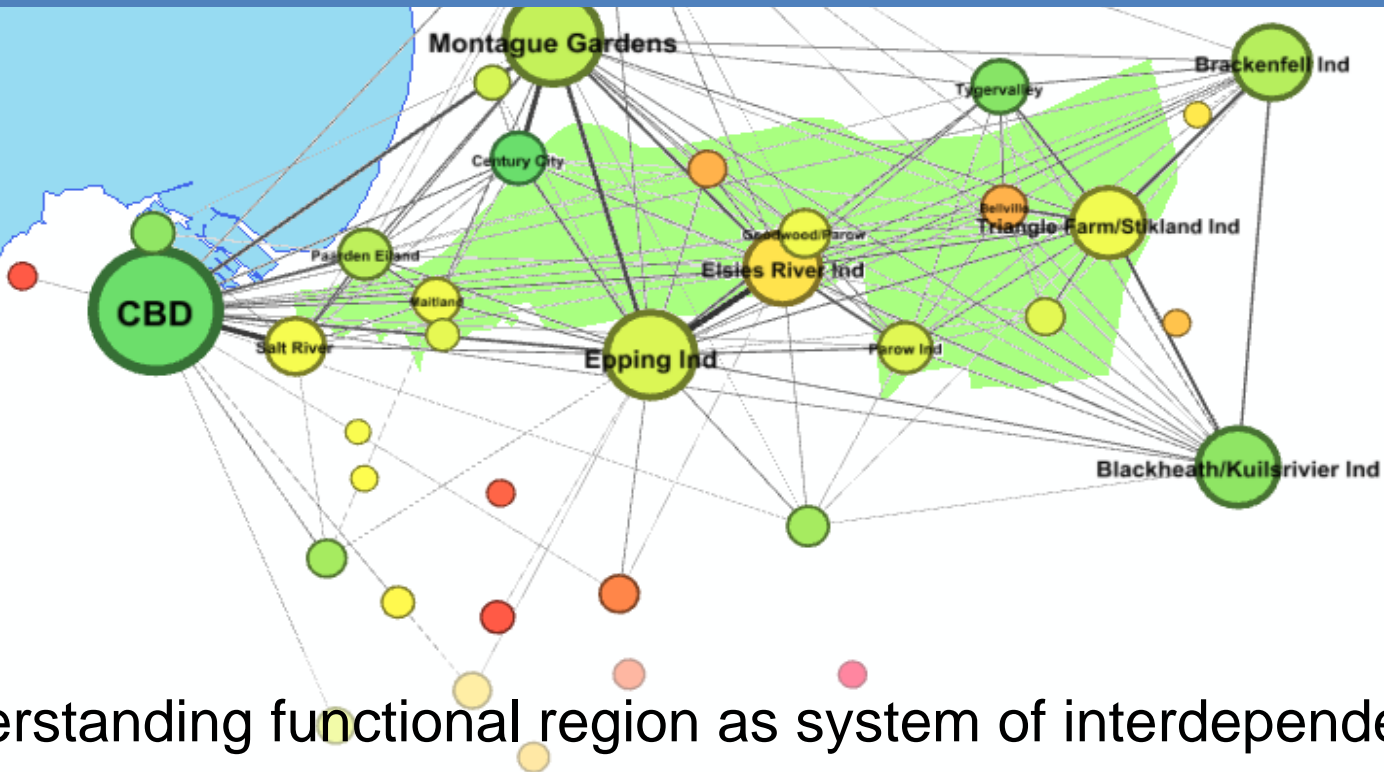 Montague Gardens
Brackenfell Ind
Tygervalley
Century City
Bellville
Triangle Farm/Stikland Ind
Goodwood/Parow
Paarden Eiland
Elsies River Ind
Maitland
CBD
Salt River
Parow Ind
Epping Ind
Blackheath/Kuilsrivier Ind
erstanding functional region as system of interdepende